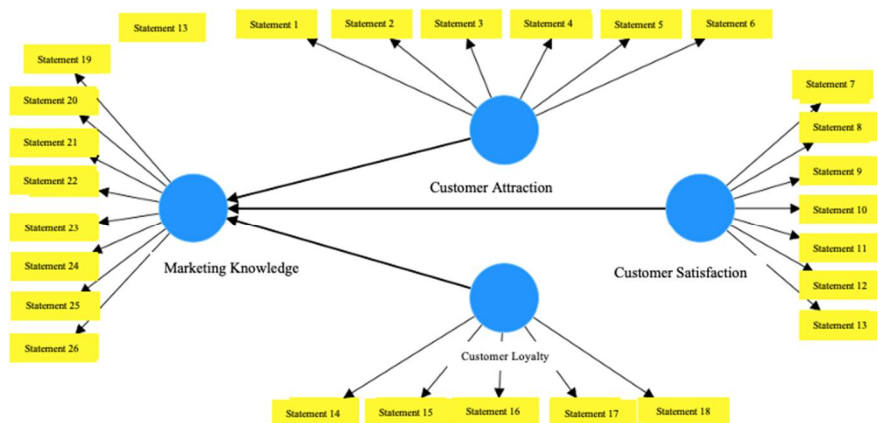 Statement 13
Statement 1
Statement 2
Statement 3
Statement 4
Statement 5
Statement 6
Statement 19
Statement 20
Statement 21
Statement 22
Statement 23
Statement 24
Statement 25
Statement 26
Marketing Knowledge
Customer Attraction
Customer Satisfaction
Statement 7
Statement 8
Statement 9
Statement 10
Statement 11
Statement 12
Statement 13
Customer Loyalty
Statement 14
Statement 15
Statement 16
Statement 17
Statement 18